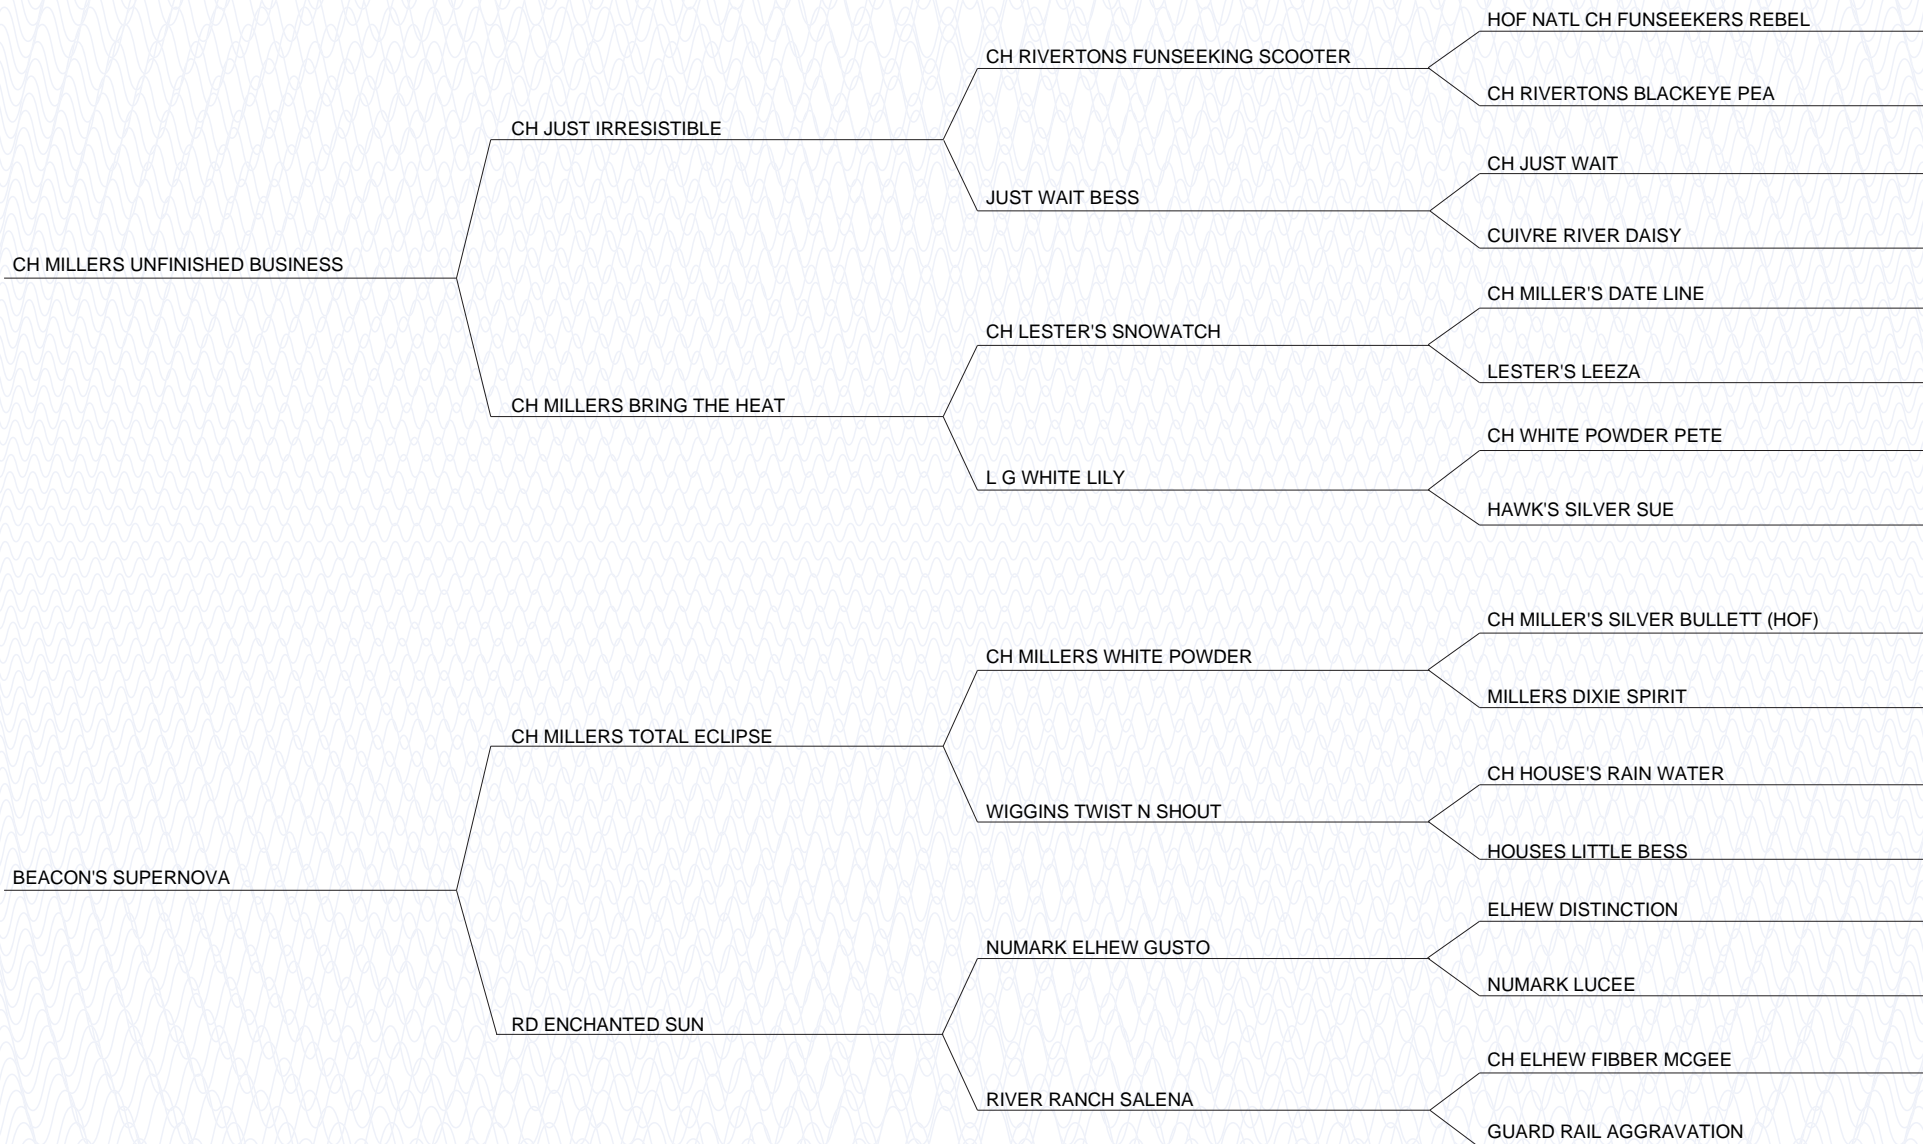 HOF NATL CH FUNSEEKERS REBEL
CH RIVERTONS FUNSEEKING SCOOTER
CH RIVERTONS BLACKEYE PEA
CH JUST IRRESISTIBLE
CH JUST WAIT
JUST WAIT BESS
CUIVRE RIVER DAISY
CH MILLERS UNFINISHED BUSINESS
CH MILLER'S DATE LINE
CH LESTER'S SNOWATCH
LESTER'S LEEZA
CH MILLERS BRING THE HEAT
CH WHITE POWDER PETE
L G WHITE LILY
HAWK'S SILVER SUE
CH MILLER'S SILVER BULLETT (HOF)
CH MILLERS WHITE POWDER
MILLERS DIXIE SPIRIT
CH MILLERS TOTAL ECLIPSE
CH HOUSE'S RAIN WATER
WIGGINS TWIST N SHOUT
HOUSES LITTLE BESS
BEACON'S SUPERNOVA
ELHEW DISTINCTION
NUMARK ELHEW GUSTO
NUMARK LUCEE
RD ENCHANTED SUN
CH ELHEW FIBBER MCGEE
RIVER RANCH SALENA
GUARD RAIL AGGRAVATION